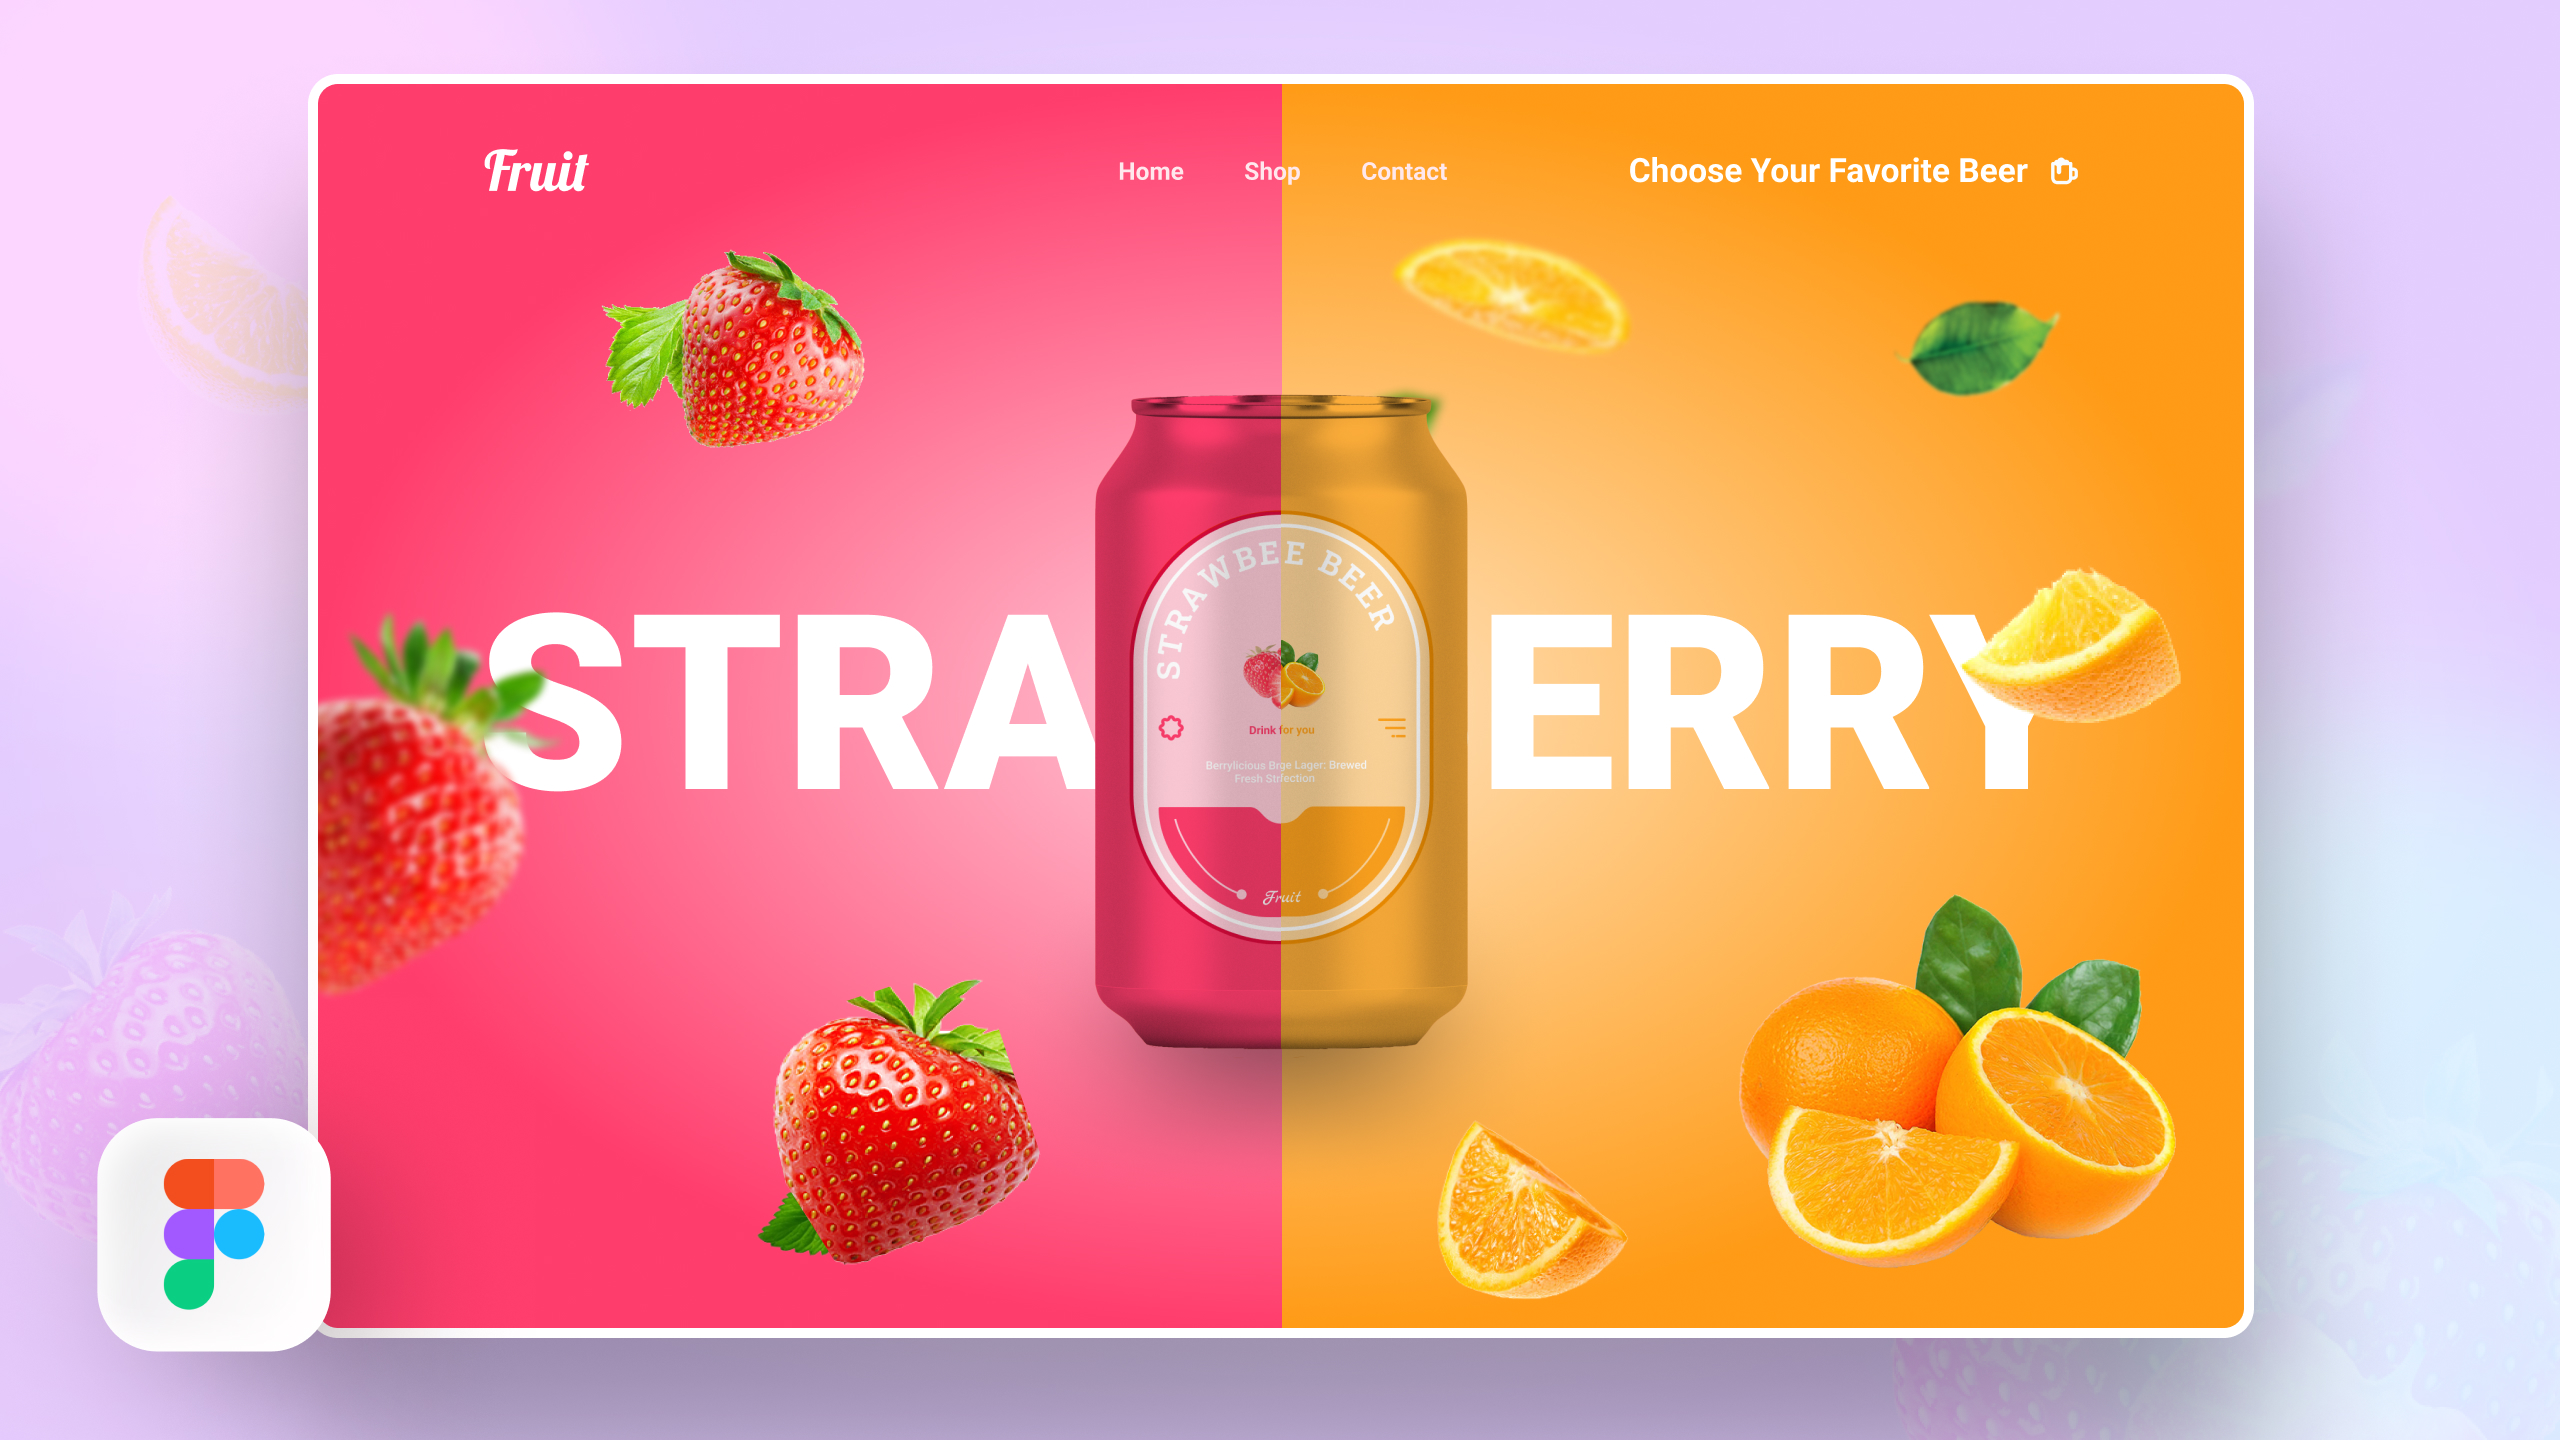 Fruit
Home Shop Contact
Choose Your Favorite Beer
STRA ERRY
STRAWBEE BEER
Drink for you
Berrylicious Brge Lager: Brewed
Fresh Strlection
Fruit